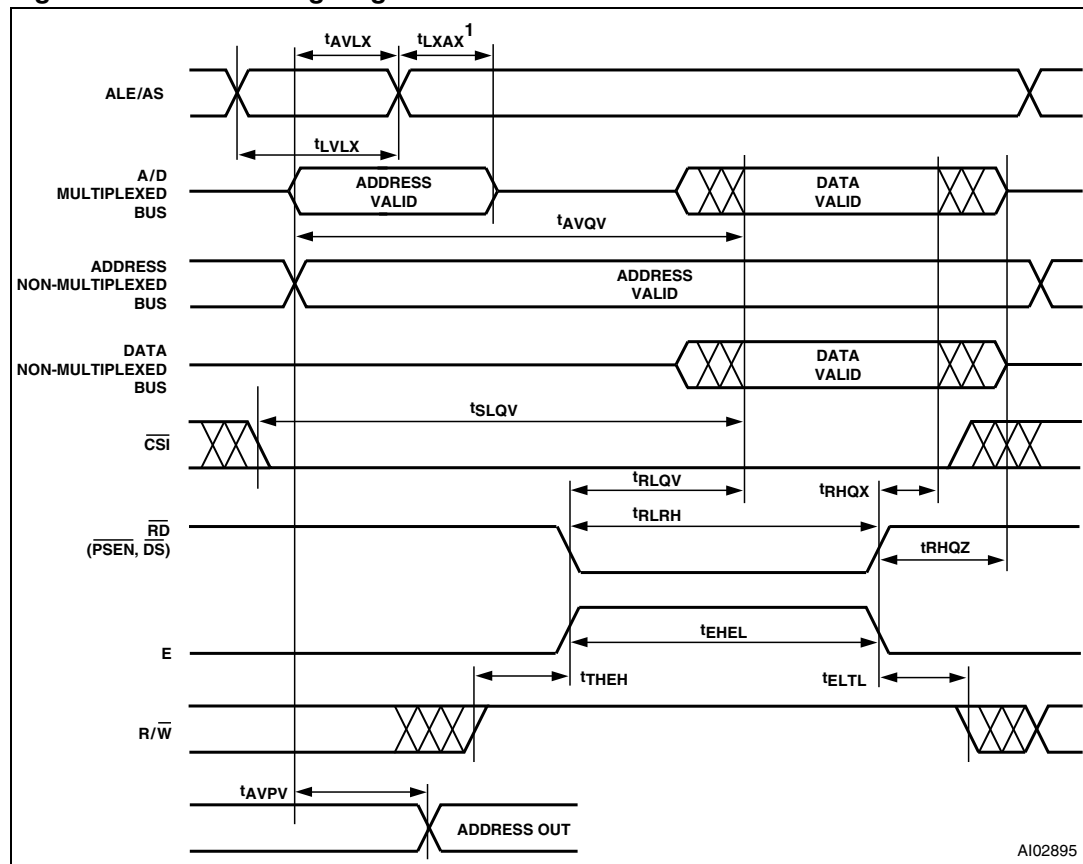 tAVLX
tLXAX1
ALE/AS
tLVLX
A/D
MULTIPLEXED
BUS
ADDRESS
VALID
DATA
VALID
tAVQV
ADDRESS
NON-MULTIPLEXED
BUS
ADDRESS
VALID
DATA
NON-MULTIPLEXED
BUS
DATA
VALID
tSLQV
CSI
tRLQV
tRHQX
tRLRH
RD
(PSEN, DS)
tRHQZ
tEHEL
E
tTHEH
tELTL
R/W
tAVPV
ADDRESS OUT
AI02895